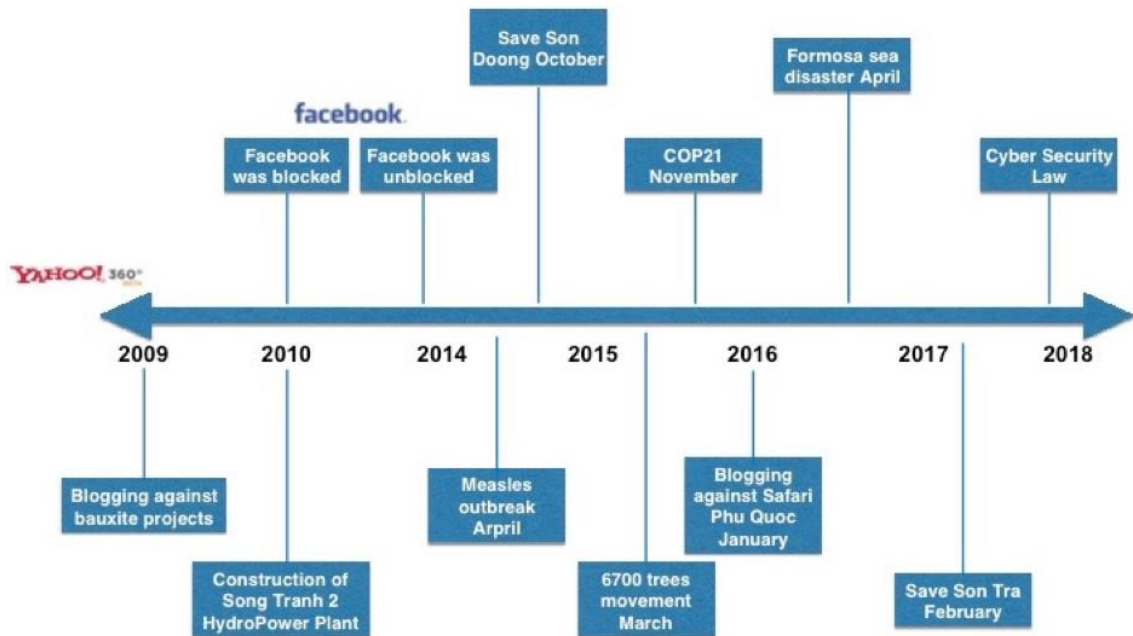 Save Son
Doong October
Formosa sea
disaster April
facebook
Facebook
was blocked
Facebook was
unblocked
COP21
November
Cyber Security
Law
YAHOO! 360°
BETA
2009
2010
2014
2015
2016
2017
2018
Blogging against
bauxite projects
Measles
outbreak
Arpril
Blogging
against Safari
Phu Quoc
January
Construction of
Song Tranh 2
HydroPower Plant
6700 trees
movement
March
Save Son Tra
February